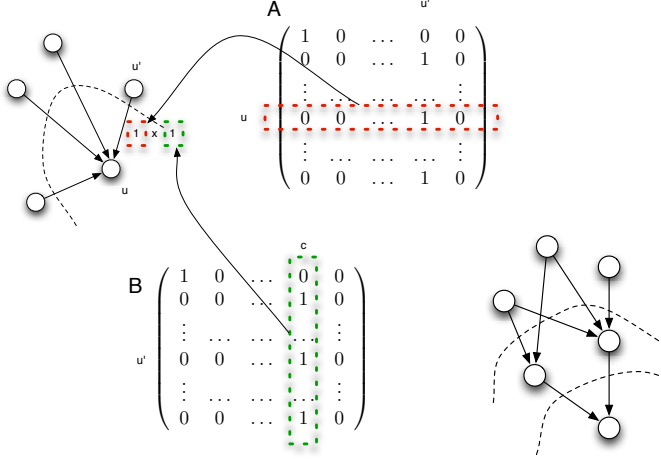 A
u'
1 0 … 0 0
0 0 … 1 0
⋮ … … … ⋮
u 0 0 … 1 0
⋮ … … … ⋮
0 0 … 1 0
u'
1 x 1
u
c
B
1 0 … 0 0
0 0 … 1 0
⋮ … … … ⋮
u' 0 0 … 1 0
⋮ … … … ⋮
0 0 … 1 0